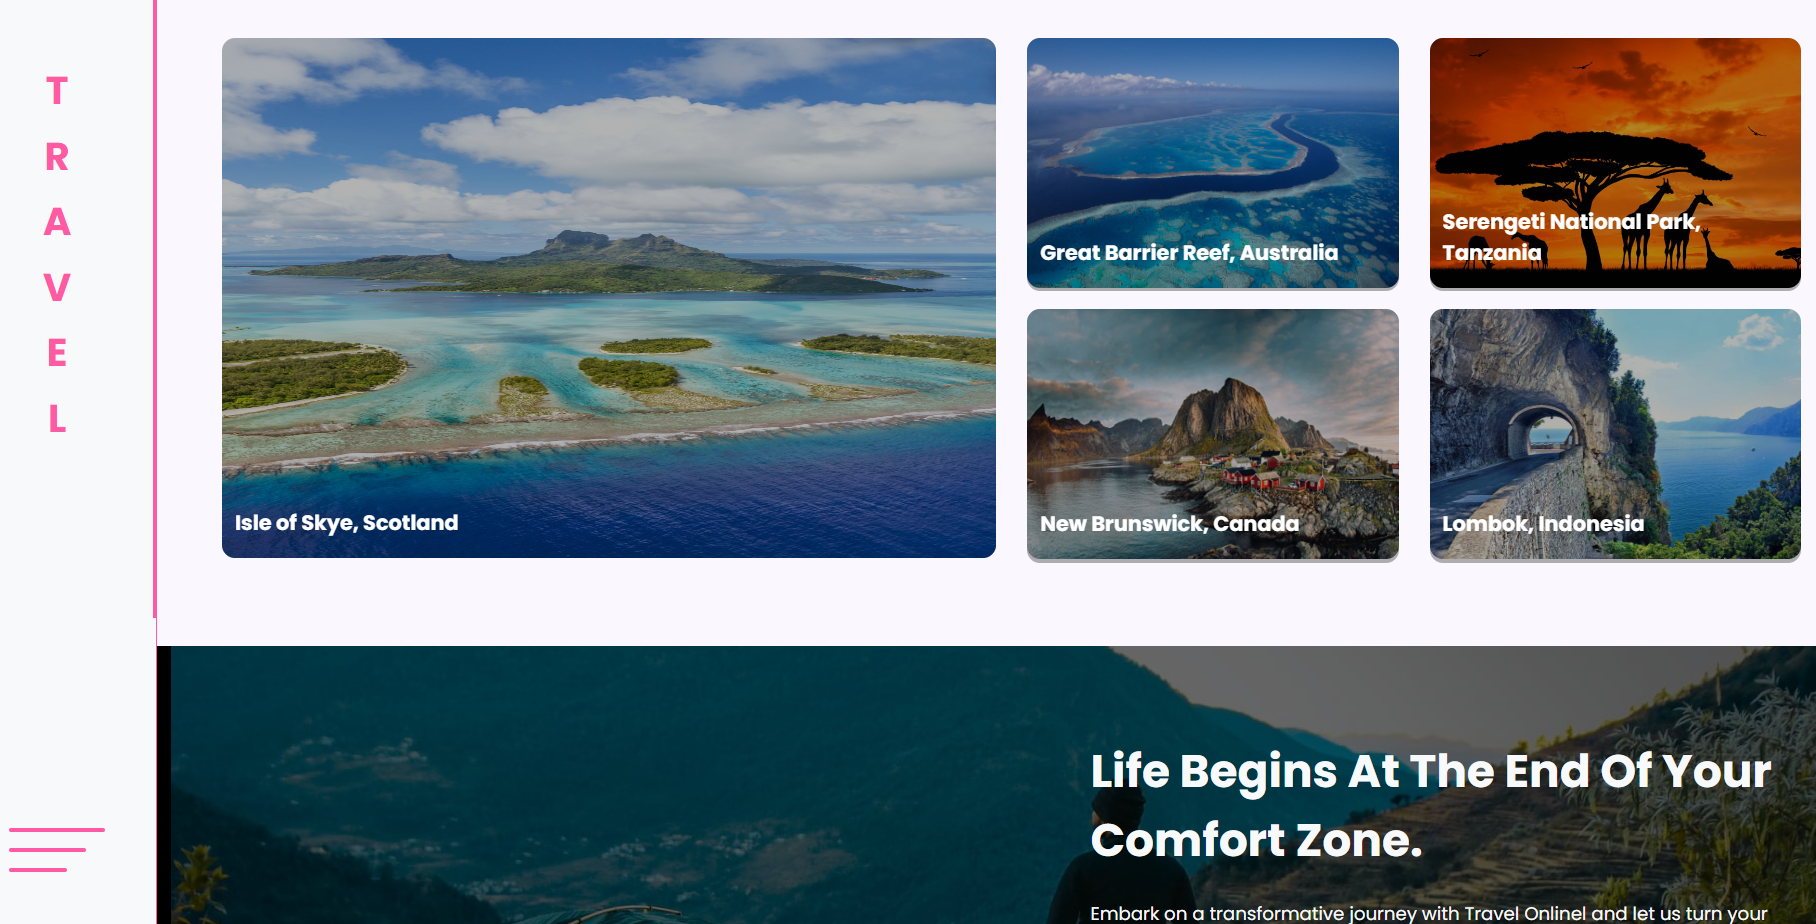 T
R
A
V
E
L
Isle of Skye, Scotland
Great Barrier Reef, Australia
Serengeti National Park,
Tanzania
New Brunswick, Canada
Lombok, Indonesia
Life Begins At The End Of Your
Comfort Zone.
Embark on a transformative journey with Travel Onlinel and let us turn your